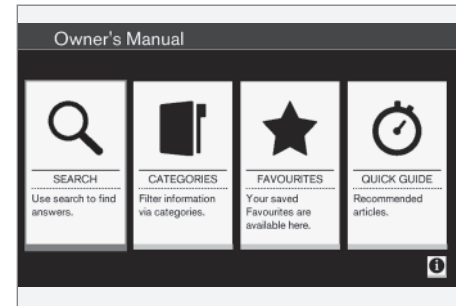 Owner's Manual
SEARCH
Use search to find
answers.
CATEGORIES
Filter information
via categories.
FAVOURITES
Your saved
Favourites are
available here.
QUICK GUIDE
Recommended
articles.
i